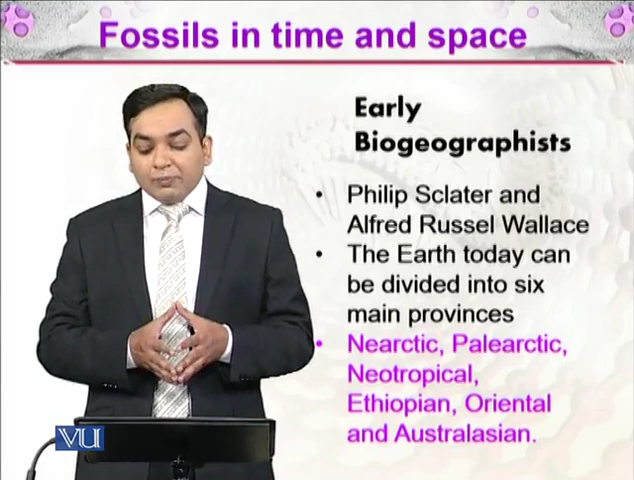 Fossils in time and space
Early
Biogeographists
• Philip Sclater and
Alfred Russel Wallace
• The Earth today can
be divided into six
main provinces
• Nearctic, Palearctic,
Neotropical,
Ethiopian, Oriental
and Australasian.
VU